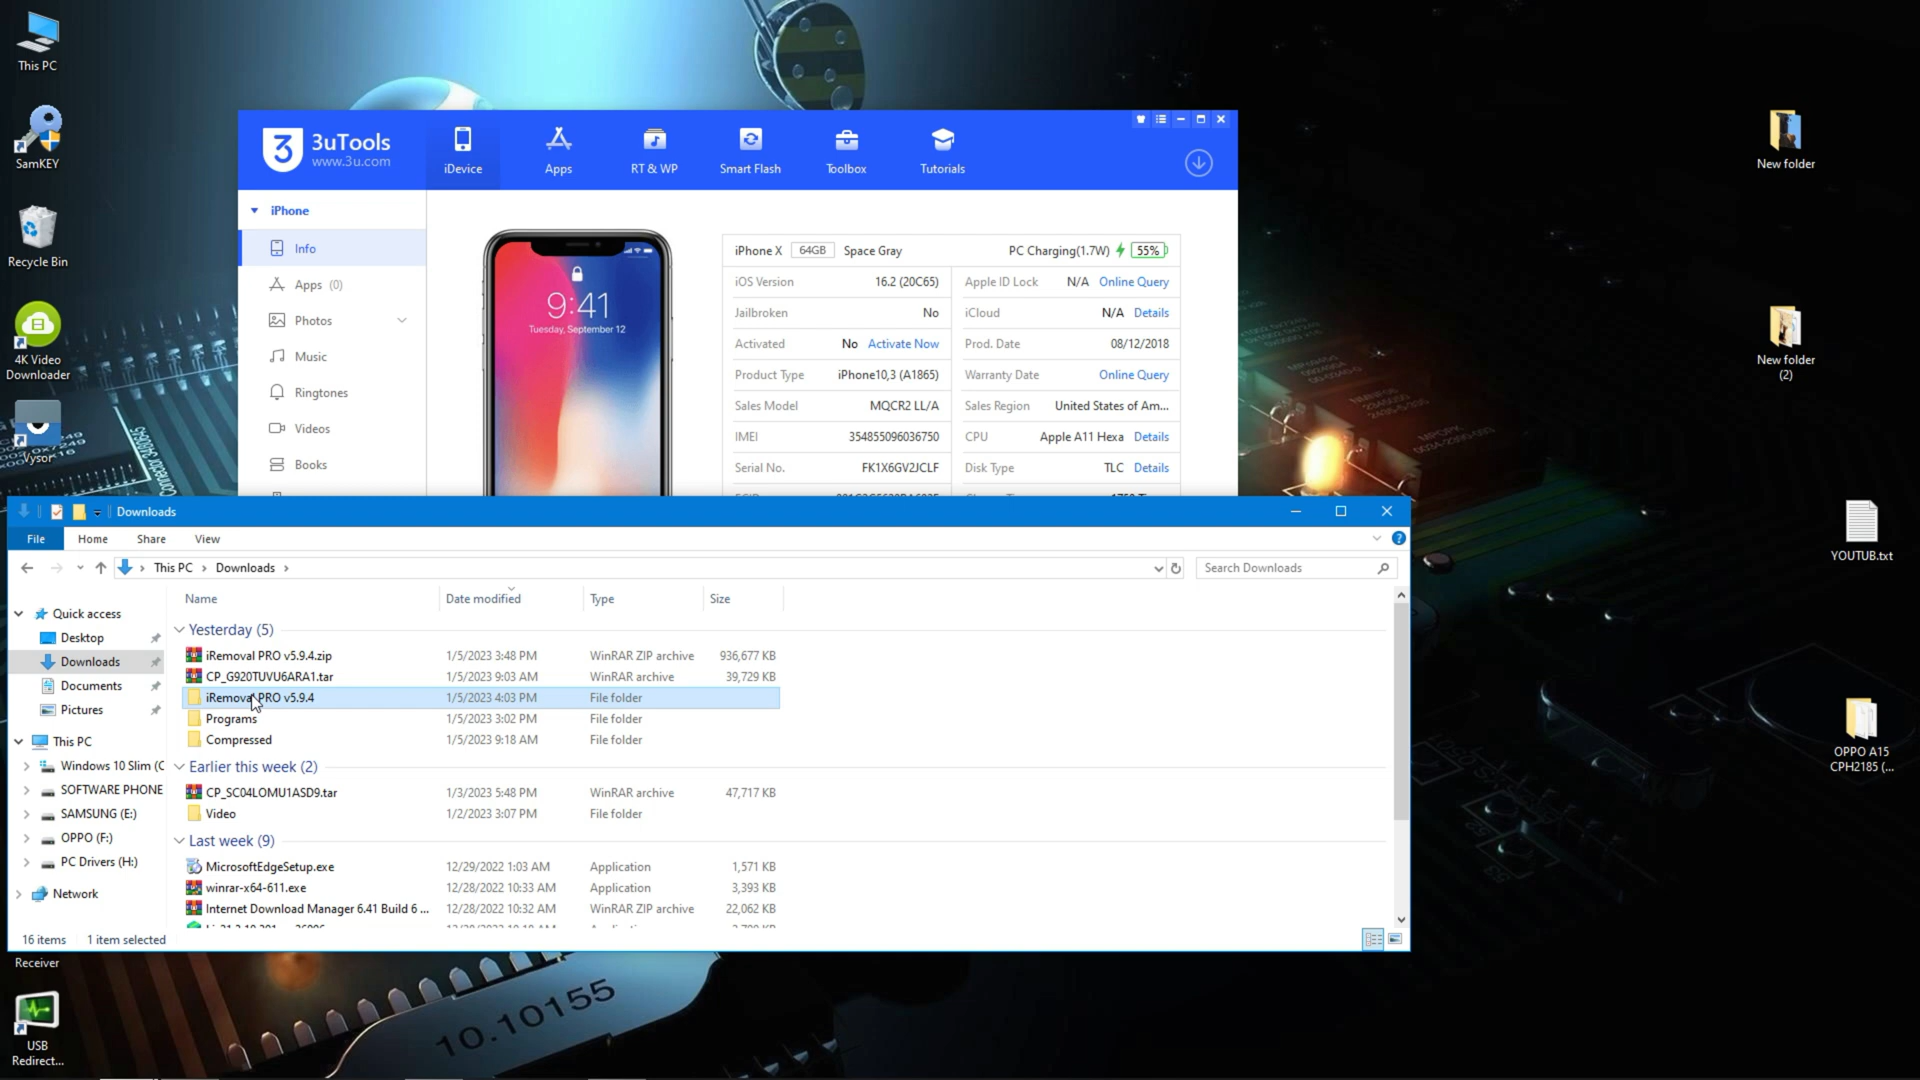 This PC
SamKEY
Recycle Bin
4K Video
Downloader
Vysor
Receiver
USB
Redirect...
New folder
New folder
(2)
YOUTUB.txt
OPPO A15
CPH2185 (...
3
3uTools
www.3u.com
iDevice
Apps
RT & WP
Smart Flash
Toolbox
Tutorials
iPhone
Info
Apps (0)
Photos
Music
Ringtones
Videos
Books
9:41
Tuesday, September 12
iPhone X 64GB Space Gray PC Charging(1.7W) 55%
iOS Version 16.2 (20C65) Apple ID Lock N/A Online Query
Jailbroken No iCloud N/A Details
Activated No Activate Now Prod. Date 08/12/2018
Product Type iPhone10,3 (A1865) Warranty Date Online Query
Sales Model MQCR2 LL/A Sales Region United States of Am...
IMEI 354855096036750 CPU Apple A11 Hexa Details
Serial No. FK1X6GV2JCLF Disk Type TLC Details
Downloads
File Home Share View
This PC Downloads
Search Downloads
Name Date modified Type Size
Quick access
Desktop
Downloads
Documents
Pictures
This PC
Windows 10 Slim (C
SOFTWARE PHONE
SAMSUNG (E:)
OPPO (F:)
PC Drivers (H:)
Network
Yesterday (5)
iRemoval PRO v5.9.4.zip 1/5/2023 3:48 PM WinRAR ZIP archive 936,677 KB
CP_G920TUVU6ARA1.tar 1/5/2023 9:03 AM WinRAR archive 39,729 KB
iRemoval PRO v5.9.4 1/5/2023 4:03 PM File folder
Programs 1/5/2023 3:02 PM File folder
Compressed 1/5/2023 9:18 AM File folder
Earlier this week (2)
CP_SC04LOMU1ASD9.tar 1/3/2023 5:48 PM WinRAR archive 47,717 KB
Video 1/2/2023 3:07 PM File folder
Last week (9)
MicrosoftEdgeSetup.exe 12/29/2022 1:03 AM Application 1,571 KB
winrar-x64-611.exe 12/28/2022 10:33 AM Application 3,393 KB
Internet Download Manager 6.41 Build 6 ... 12/28/2022 10:32 AM WinRAR ZIP archive 22,062 KB
16 items 1 item selected
10.10155